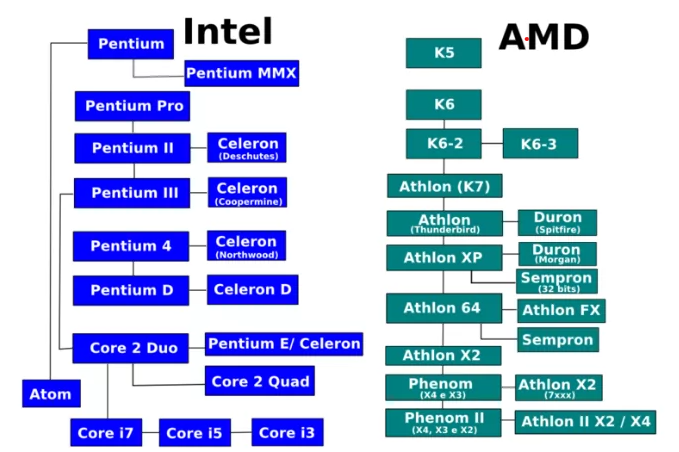 Intel
Pentium
Pentium MMX
Pentium Pro
Pentium II
Celeron
(Deschutes)
Pentium III
Celeron
(Coopermine)
Pentium 4
Celeron
(Northwood)
Pentium D
Celeron D
Core 2 Duo
Pentium E/ Celeron
Core 2 Quad
Atom
Core i7
Core i5
Core i3
AMD
K5
K6
K6-2
K6-3
Athlon (K7)
Athlon
(Thunderbird)
Duron
(Spitfire)
Athlon XP
Duron
(Morgan)
Sempron
(32 bits)
Athlon 64
Athlon FX
Sempron
Athlon X2
Phenom
(X4 e X3)
Athlon X2
(7xxx)
Phenom II
(X4, X3 e X2)
Athlon II X2 / X4